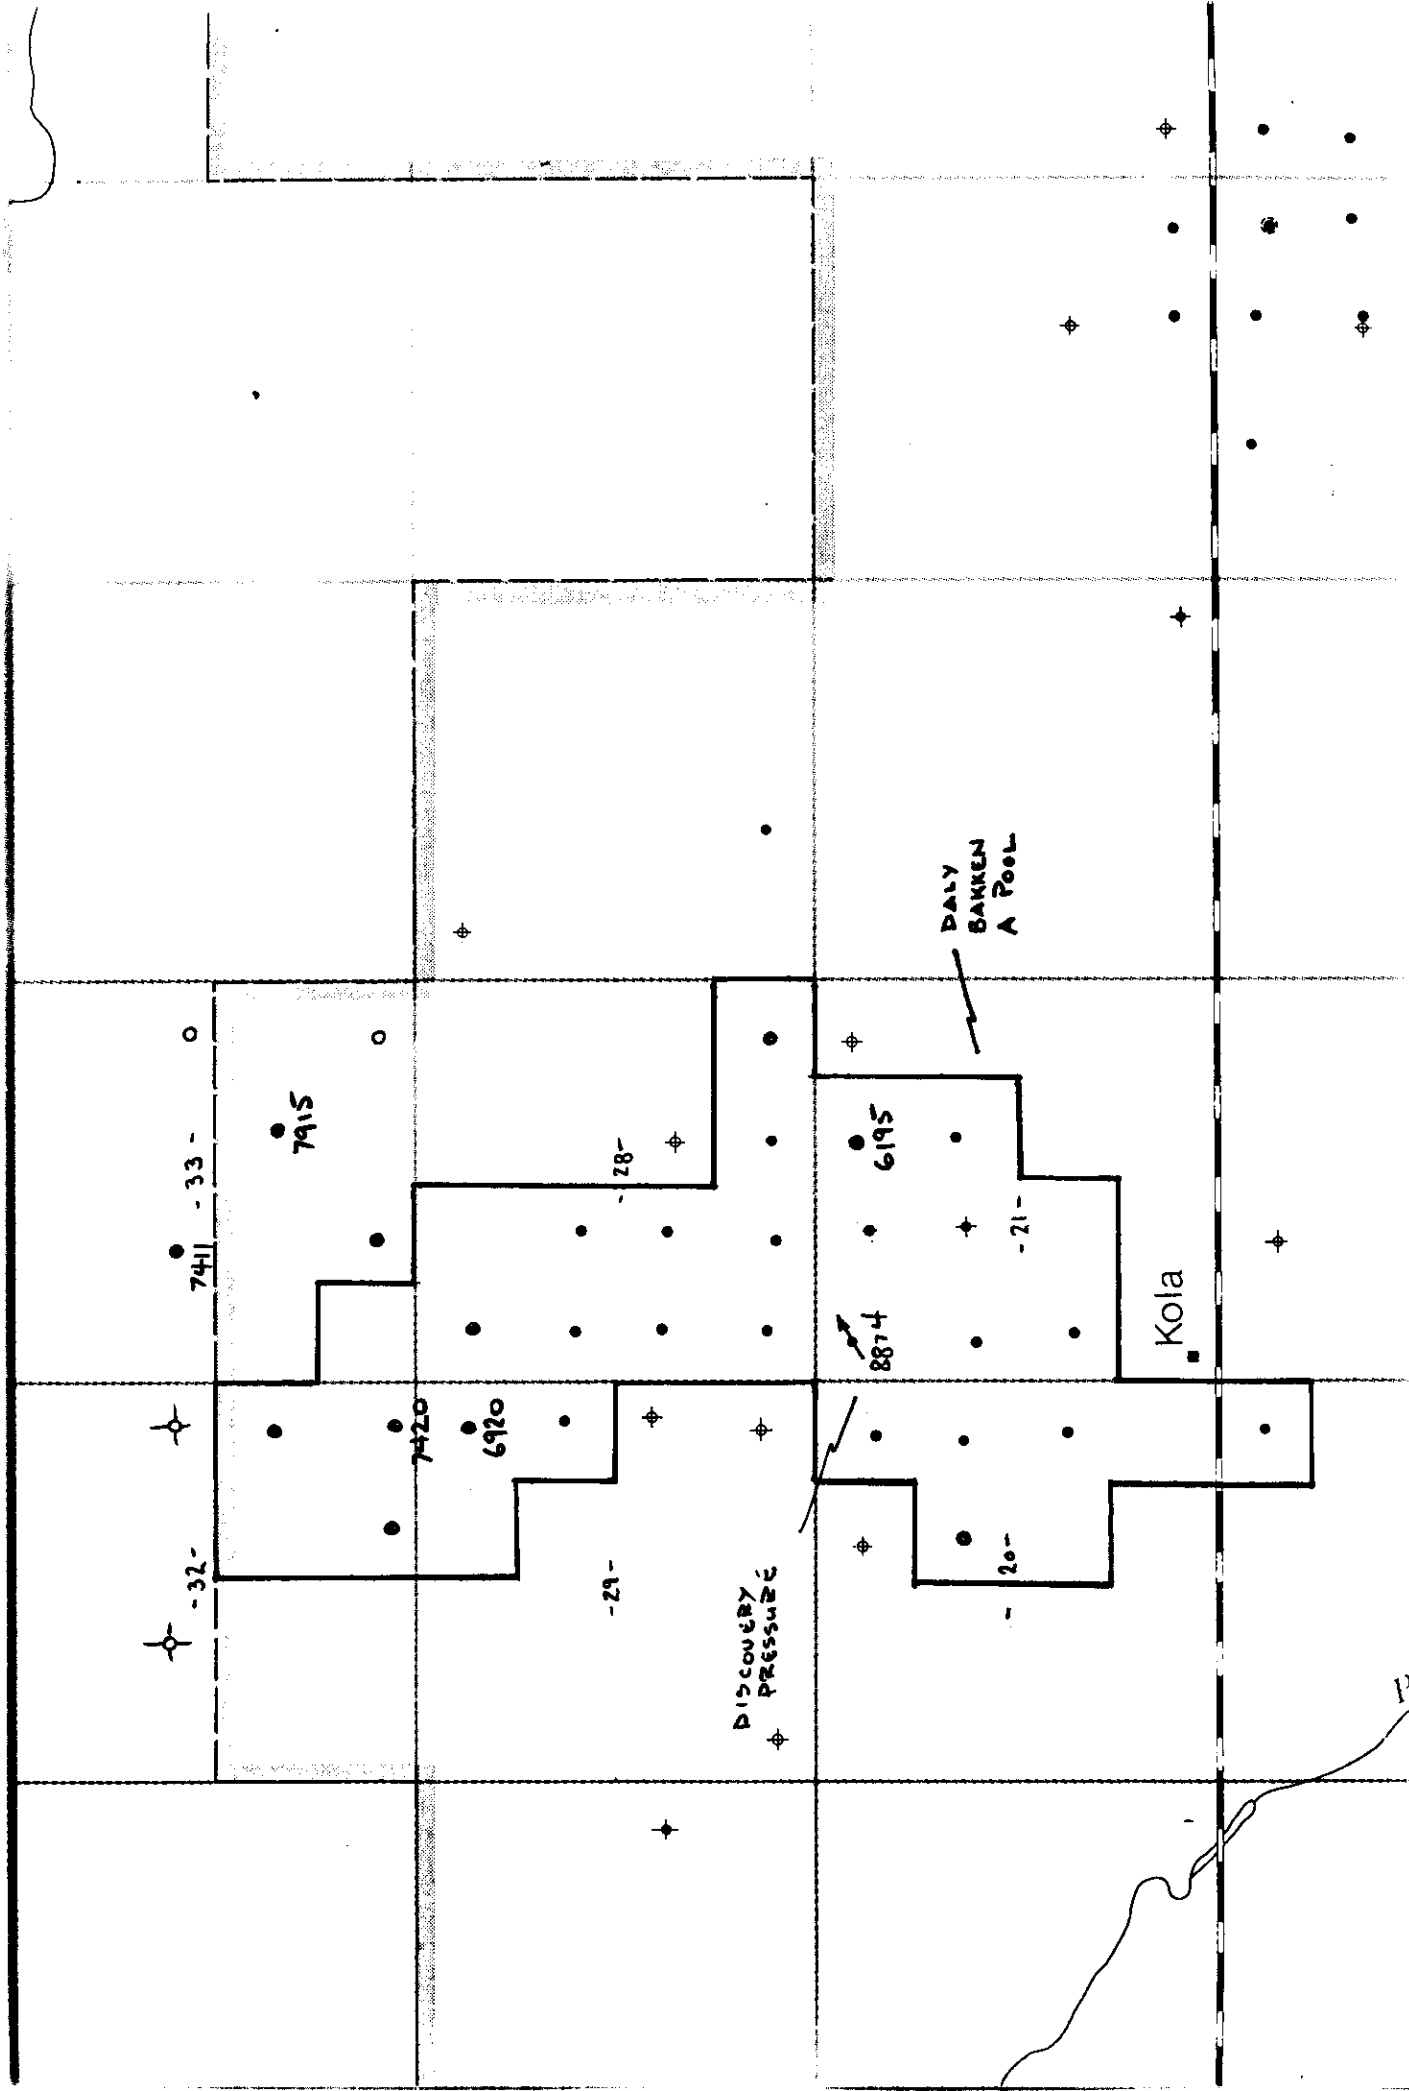 7411
- 33 -
7915
- 32 -
7420
6920
- 28 -
- 29 -
DALY
BAKKEN
A POOL
6195
8874
- 21 -
DISCOVERY
PRESSURE
- 20 -
Kola